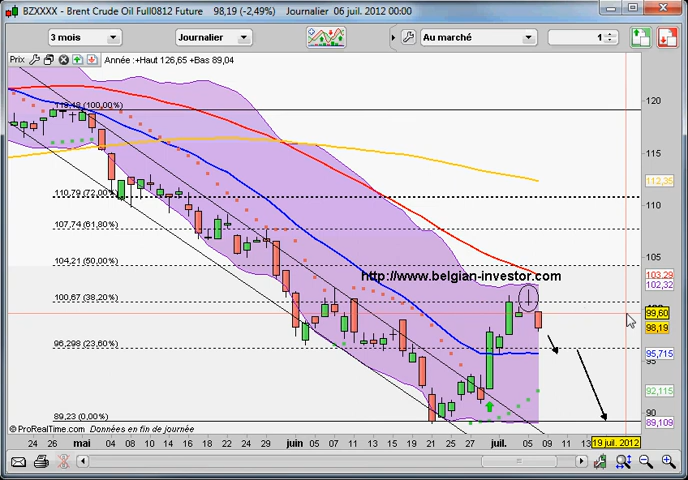 BZXXXX - Brent Crude Oil Full0812 Future 98,19 (-2,49%) Journalier 06 juil. 2012 00:00
3 mois
Journalier
Au marché
1
Prix
Année : +Haut 126,65 +Bas 89,04
119,48 (100,00%)
110,79 (72,00%)
107,74 (61,80%)
104,21 (50,00%)
http://www.belgian-investor.com
100,67 (38,20%)
96,298 (23,60%)
89,23 (0,00%)
120
115
112,35
110
105
103,29
102,32
99,60
98,19
95,715
95
92,115
90
89,109
© ProRealTime.com Données en fin de journée
24 26 30 mai 04 08 10 14 16 18 22 24 28 30 juin 05 07 11 13 15 19 21 25 27 29 juil. 05 09 11 13 19 juil. 2012